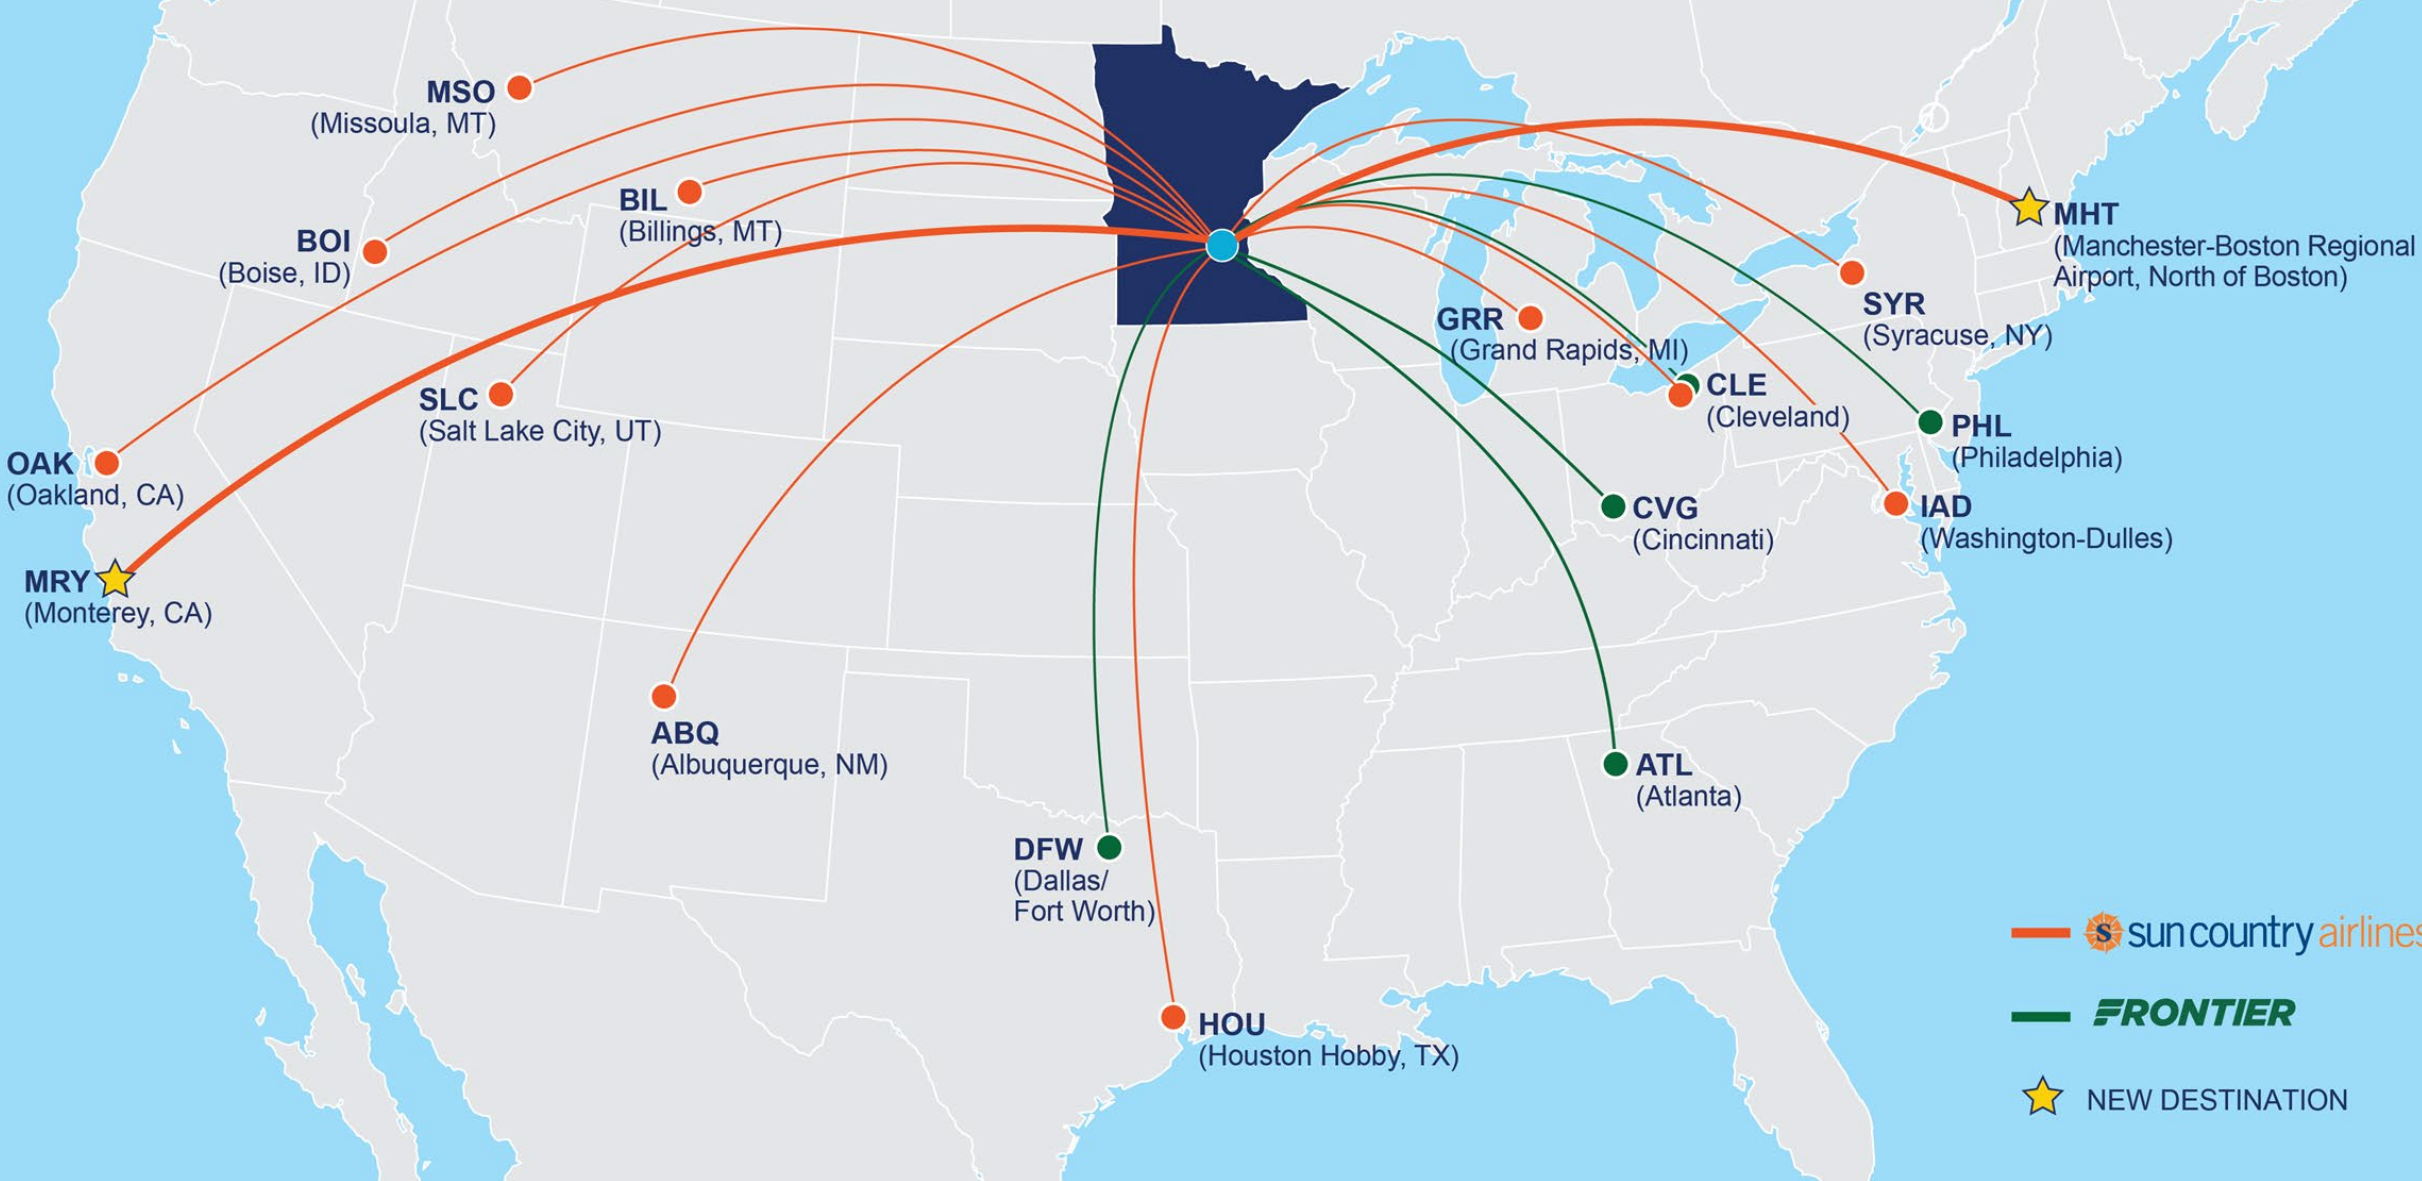 MSO
(Missoula, MT)
BIL
(Billings, MT)
BOI
(Boise, ID)
MHT
(Manchester-Boston Regional
Airport, North of Boston)
SYR
(Syracuse, NY)
GRR
(Grand Rapids, MI)
CLE
(Cleveland)
SLC
(Salt Lake City, UT)
PHL
(Philadelphia)
OAK
(Oakland, CA)
CVG
(Cincinnati)
IAD
(Washington-Dulles)
MRY
(Monterey, CA)
ABQ
(Albuquerque, NM)
ATL
(Atlanta)
DFW
(Dallas/
Fort Worth)
HOU
(Houston Hobby, TX)
S sun country airlines
FRONTIER
NEW DESTINATION